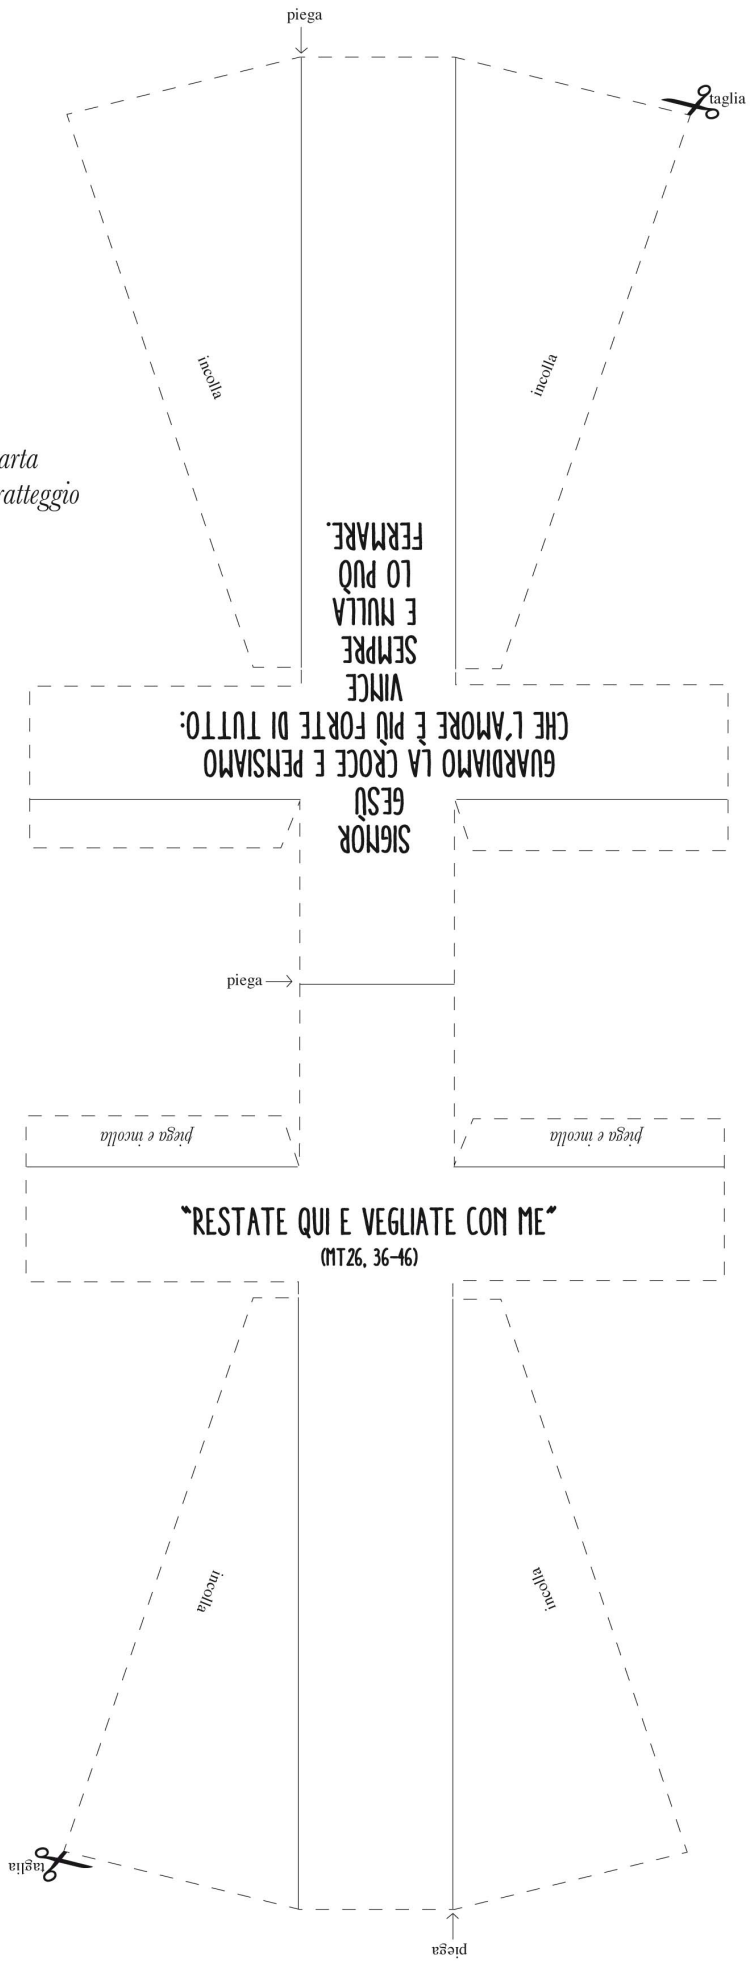 piega
taglia
incolla
incolla
arta
ratteggio
SIGNÒR
GESÙ
GUARDIAMO LA CROCE E PENSIAMO
CHE L'AMORE È PIÙ FORTE DI TUTTO:
VINCE
SEMPRE
E NULLA
LO PUÒ
FERMARE.
piega
piega e incolla
piega e incolla
"RESTATE QUI E VEGLIATE CON ME"
(MT26, 36-46)
incolla
incolla
taglia
piega